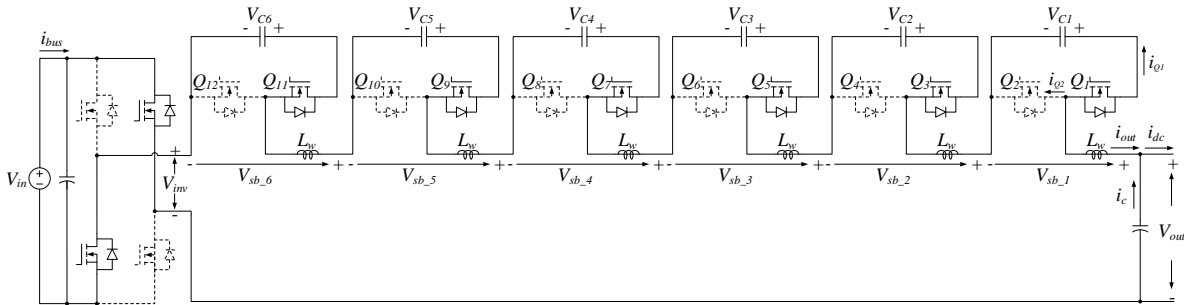 V_C6
V_C5
V_C4
V_C3
V_C2
V_C1
- +
- +
- +
- +
- +
- +
i_bus
i_Q1
Q_12
Q_11
Q_10
Q_9
Q_8
Q_7
Q_6
Q_5
Q_4
Q_3
Q_2
i_Q2
Q_1
L_w
L_w
L_w
L_w
L_w
L_w
i_out
i_dc
+
- +
- +
- +
- +
- +
- +
+
V_in
+
-
V_inv
V_sb_6
V_sb_5
V_sb_4
V_sb_3
V_sb_2
V_sb_1
i_c
-
V_out
-